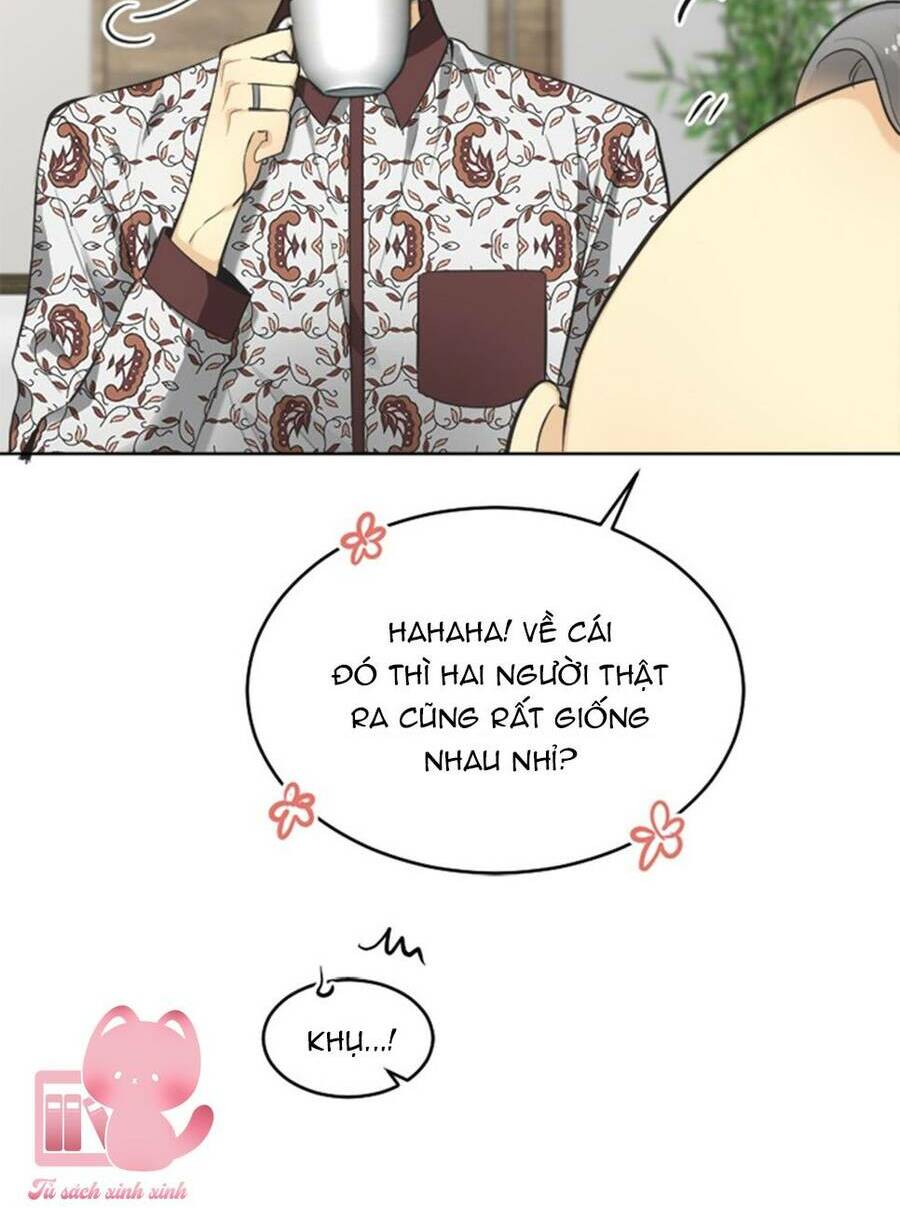 HAHAHA! VỀ CÁI
ĐÓ THÌ HAI NGƯỜI THẬT
RA CŨNG RẤT GIỐNG
NHAU NHỈ?
KHỤ...!
Tủ sách xinh xinh